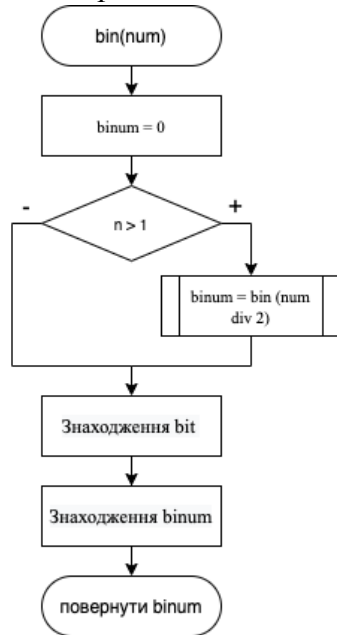 bin(num)
binum = 0
-
+
n > 1
binum = bin (num
div 2)
Знаходження bit
Знаходження binum
повернути binum